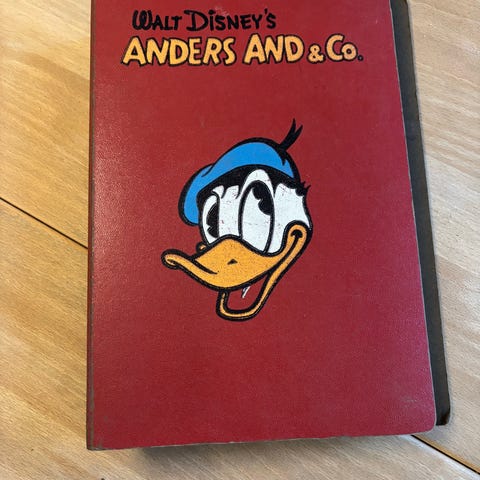 WALT DISNEY'S
ANDERS AND & CO.